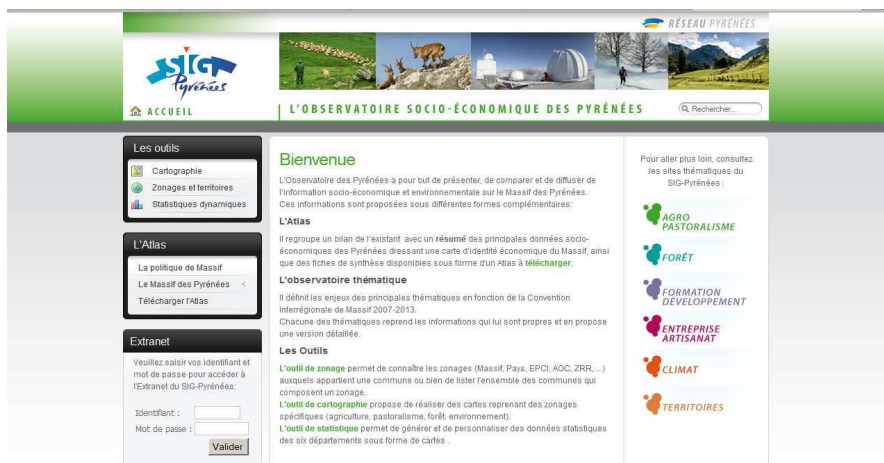 RÉSEAU PYRÉNÉES
SIG
Pyrénées
ACCUEIL
L'OBSERVATOIRE SOCIO-ÉCONOMIQUE DES PYRÉNÉES
Rechercher...
Les outils
Cartographie
Zonages et territoires
Statistiques dynamiques
L'Atlas
La politique de Massif
Le Massif des Pyrénées <
Télécharger l'Atlas
Extranet
Veuillez saisir vos identifiant et
mot de passe pour accéder à
l'Extranet du SIG-Pyrénées:
Identifiant :
Mot de passe :
Valider
Bienvenue
L'Observatoire des Pyrénées a pour but de présenter, de comparer et de diffuser de
l'information socio-économique et environnementale sur le Massif des Pyrénées.
Ces informations sont proposées sous différentes formes complémentaires:
L'Atlas
Il regroupe un bilan de l'existant avec un résumé des principales données socio-
économiques des Pyrénées dressant une carte d'identité économique du Massif, ainsi
que des fiches de synthèse disponibles sous forme d'un Atlas à télécharger.
L'observatoire thématique
Il définit les enjeux des principales thématiques en fonction de la Convention
Interrégionale de Massif 2007-2013.
Chacune des thématiques reprend les informations qui lui sont propres et en propose
une version détaillée.
Les Outils
L'outil de zonage permet de connaître les zonages (Massif, Pays, EPCI, AOC, ZRR, ...)
auxquels appartient une commune ou bien de lister l'ensemble des communes qui
composent un zonage.
L'outil de cartographie propose de réaliser des cartes reprenant des zonages
spécifiques (agriculture, pastoralisme, forêt, environnement).
L'outil de statistique permet de générer et de personnaliser des données statistiques
des six départements sous forme de cartes .
Pour aller plus loin, consultez
les sites thématiques du
SIG-Pyrénées :
AGRO
PASTORALISME
FORÊT
FORMATION
DÉVELOPPEMENT
ENTREPRISE
ARTISANAT
CLIMAT
TERRITOIRES